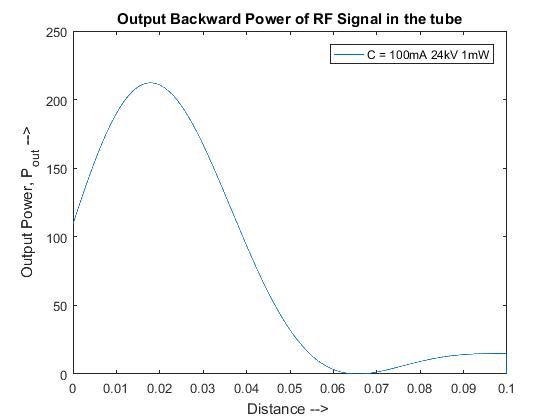 Output Backward Power of RF Signal in the tube
C = 100mA 24kV 1mW
250
200
150
100
50
0
Output Power, Pout -->
0 0.01 0.02 0.03 0.04 0.05 0.06 0.07 0.08 0.09 0.1
Distance -->